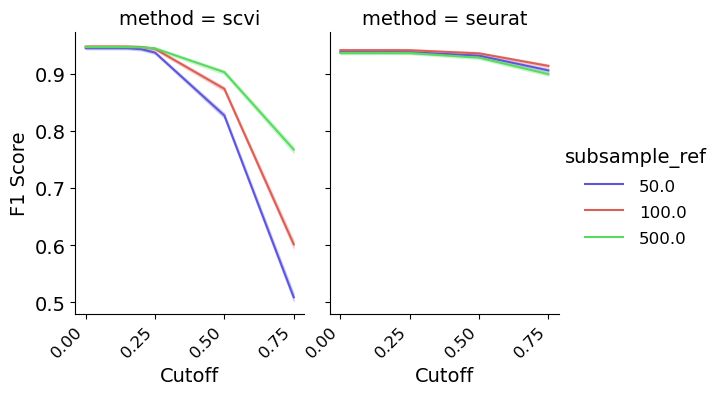 method = scvi
method = seurat
F1 Score
0.9
0.8
0.7
0.6
0.5
0.00
0.25
0.50
0.75
Cutoff
0.00
0.25
0.50
0.75
Cutoff
subsample_ref
50.0
100.0
500.0